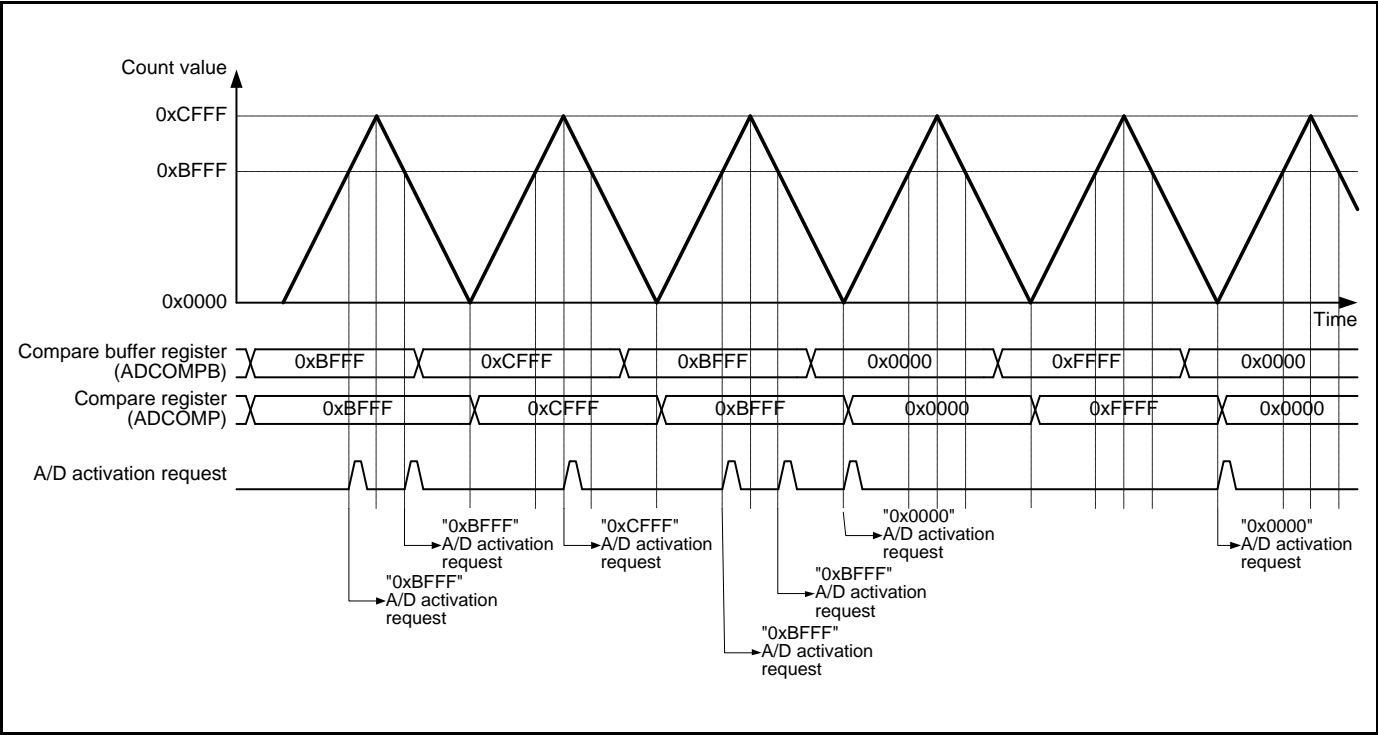 Count value
0xCFFF
0xBFFF
0x0000
Time
Compare buffer register
(ADCOMPB)
0xBFFF
0xCFFF
0xBFFF
0x0000
0xFFFF
0x0000
Compare register
(ADCOMP)
0xBFFF
0xCFFF
0xBFFF
0x0000
0xFFFF
0x0000
A/D activation request
"0xBFFF"
A/D activation
request
"0xBFFF"
A/D activation
request
"0xCFFF"
A/D activation
request
"0xBFFF"
A/D activation
request
"0xBFFF"
A/D activation
request
"0x0000"
A/D activation
request
"0x0000"
A/D activation
request